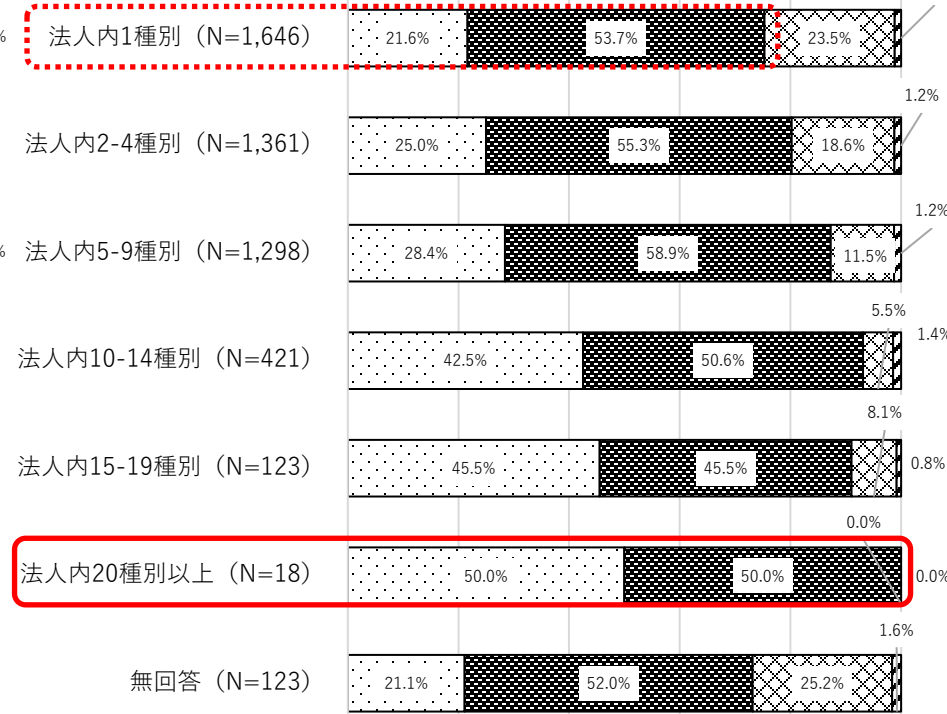 % 法人内1種別（N=1,646） 21.6% 53.7% 23.5%
1.2%
法人内2-4種別（N=1,361） 25.0% 55.3% 18.6%
1.2%
% 法人内5-9種別（N=1,298） 28.4% 58.9% 11.5%
5.5%
法人内10-14種別（N=421） 42.5% 50.6% 1.4%
8.1%
法人内15-19種別（N=123） 45.5% 45.5% 0.8%
0.0%
法人内20種別以上（N=18） 50.0% 50.0% 0.0%
1.6%
無回答（N=123） 21.1% 52.0% 25.2%